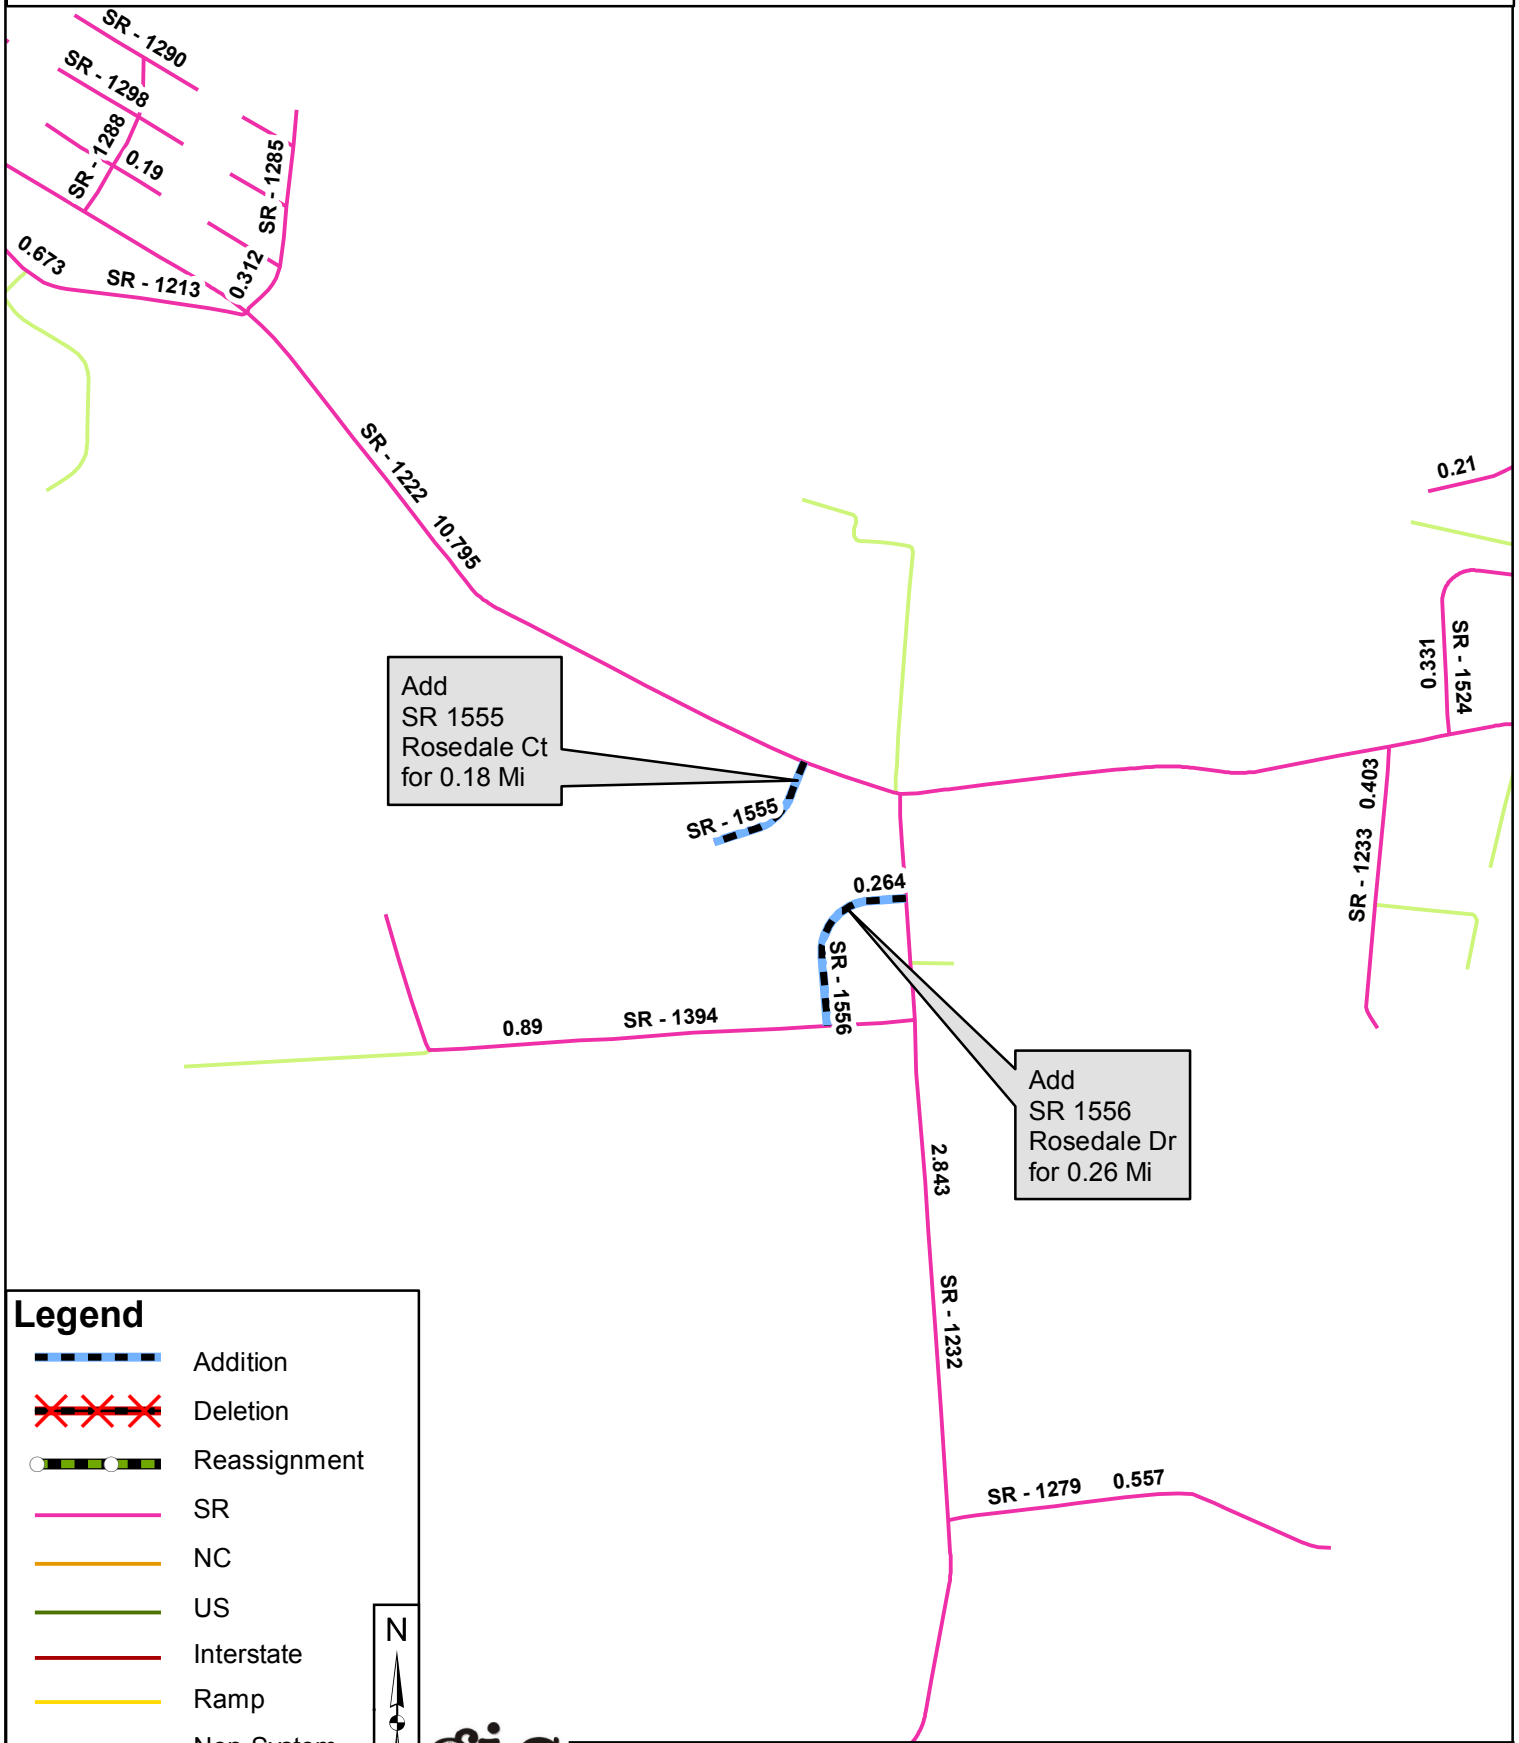 SR - 1290
SR - 1298
SR - 1288
0.19
SR - 1285
0.312
0.673
SR - 1213
SR - 1222
10.795
0.21
SR - 1524
0.331
Add
SR 1555
Rosedale Ct
for 0.18 Mi
SR - 1555
0.403
SR - 1233
0.264
SR - 1556
0.89
SR - 1394
Add
SR 1556
Rosedale Dr
for 0.26 Mi
2.843
SR - 1232
SR - 1279
0.557
Legend
Addition
Deletion
Reassignment
SR
NC
US
Interstate
Ramp
Non-System
N